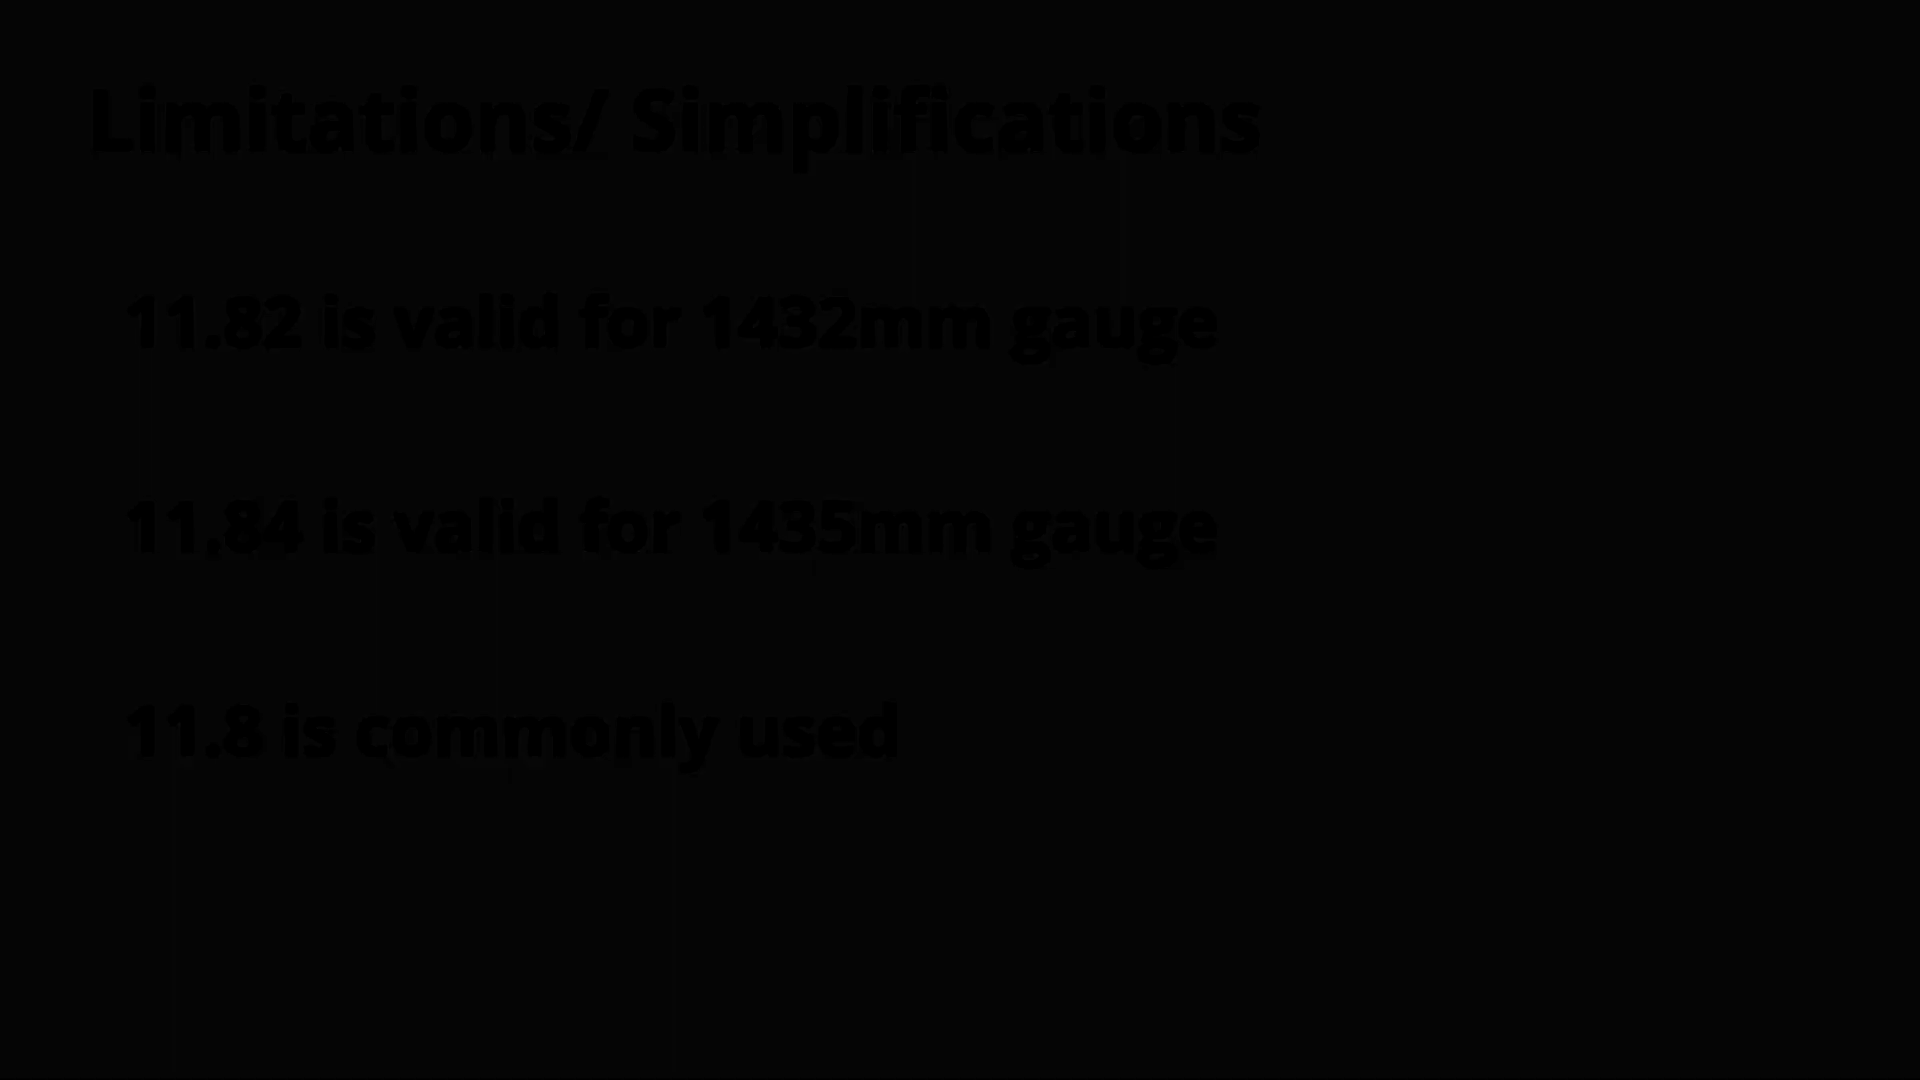 Limitations/ Simplifications
11.82 is valid for 1432mm gauge
11.84 is valid for 1435mm gauge
11.8 is commonly used